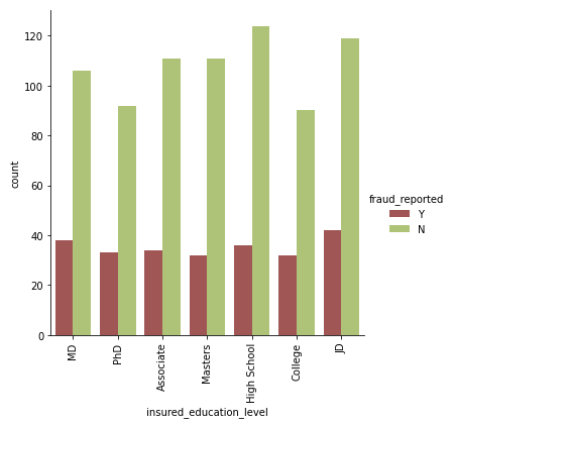 120
100
80
60
40
20
0
count
MD
PhD
Associate
Masters
High School
College
JD
insured_education_level
fraud_reported
Y
N